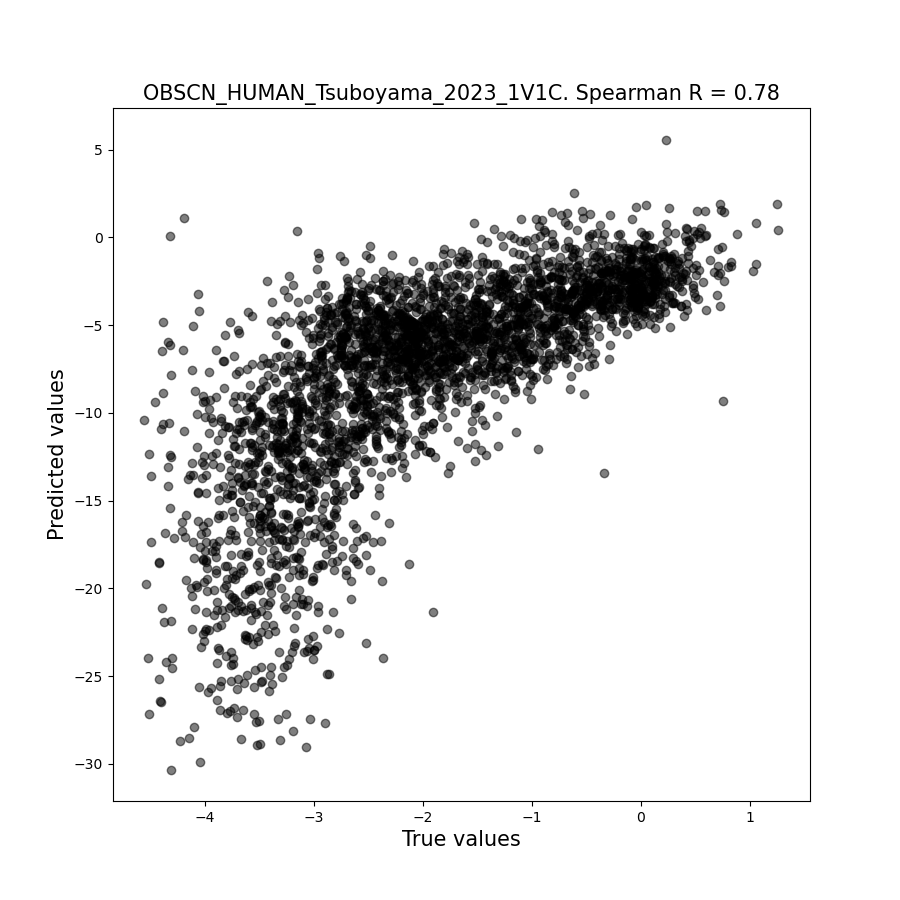 OBSCN_HUMAN_Tsuboyama_2023_1V1C. Spearman R = 0.78
5
0
−5
−10
−15
−20
−25
−30
Predicted values
−4 −3 −2 −1 0 1
True values